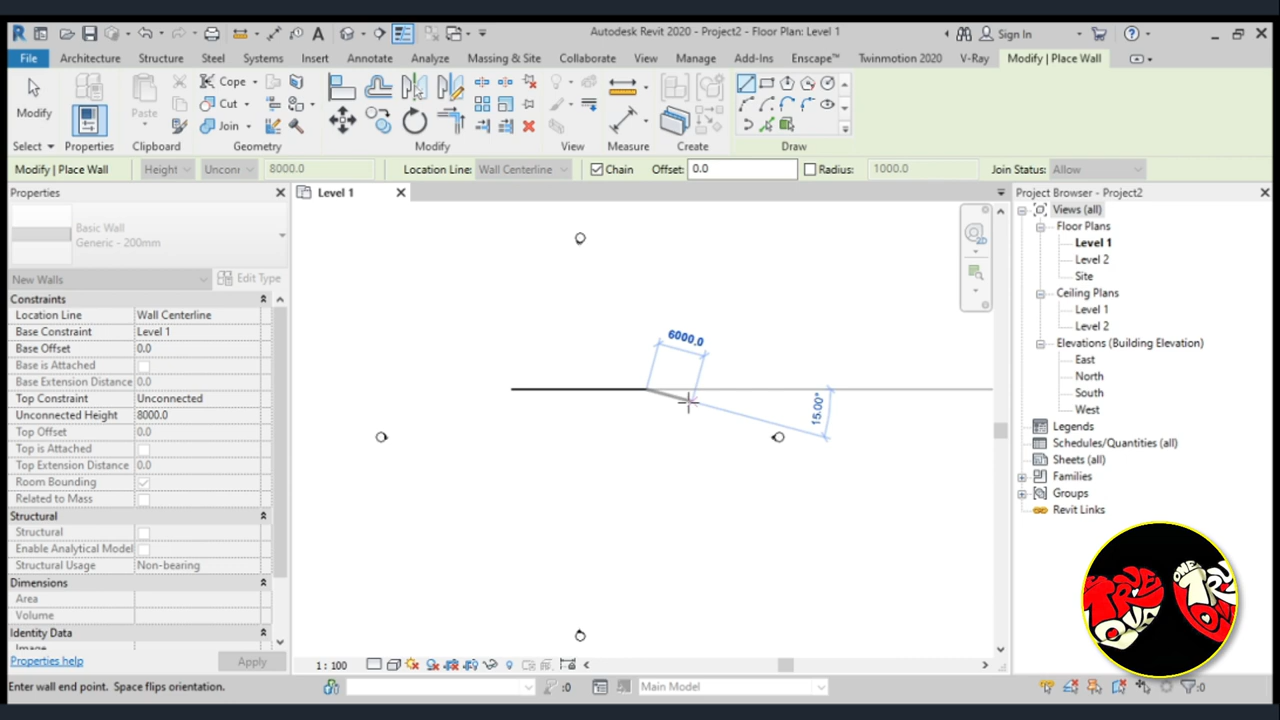 Autodesk Revit 2020 - Project2 - Floor Plan: Level 1
Sign In
File Architecture Structure Steel Systems Insert Annotate Analyze Massing & Site Collaborate View Manage Add-Ins Enscape™ Twinmotion 2020 V-Ray Modify | Place Wall
Modify
Paste
Cope
Cut
Join
Select Properties Clipboard Geometry Modify View Measure Create Draw
Modify | Place Wall Height Unconn 8000.0 Location Line: Wall Centerline Chain Offset: 0.0 Radius: 1000.0 Join Status: Allow
Properties
Basic Wall
Generic - 200mm
New Walls Edit Type
Constraints
Location Line Wall Centerline
Base Constraint Level 1
Base Offset 0.0
Base is Attached
Base Extension Distance 0.0
Top Constraint Unconnected
Unconnected Height 8000.0
Top Offset 0.0
Top is Attached
Top Extension Distance 0.0
Room Bounding
Related to Mass
Structural
Structural
Enable Analytical Model
Structural Usage Non-bearing
Dimensions
Area
Volume
Identity Data
Properties help Apply
Level 1
2D
6000.0
15.00°
1 : 100
Project Browser - Project2
Views (all)
Floor Plans
Level 1
Level 2
Site
Ceiling Plans
Level 1
Level 2
Elevations (Building Elevation)
East
North
South
West
Legends
Schedules/Quantities (all)
Sheets (all)
Families
Groups
Revit Links
TRUE
LOVE
ONE
Enter wall end point. Space flips orientation.
:0
Main Model
:0